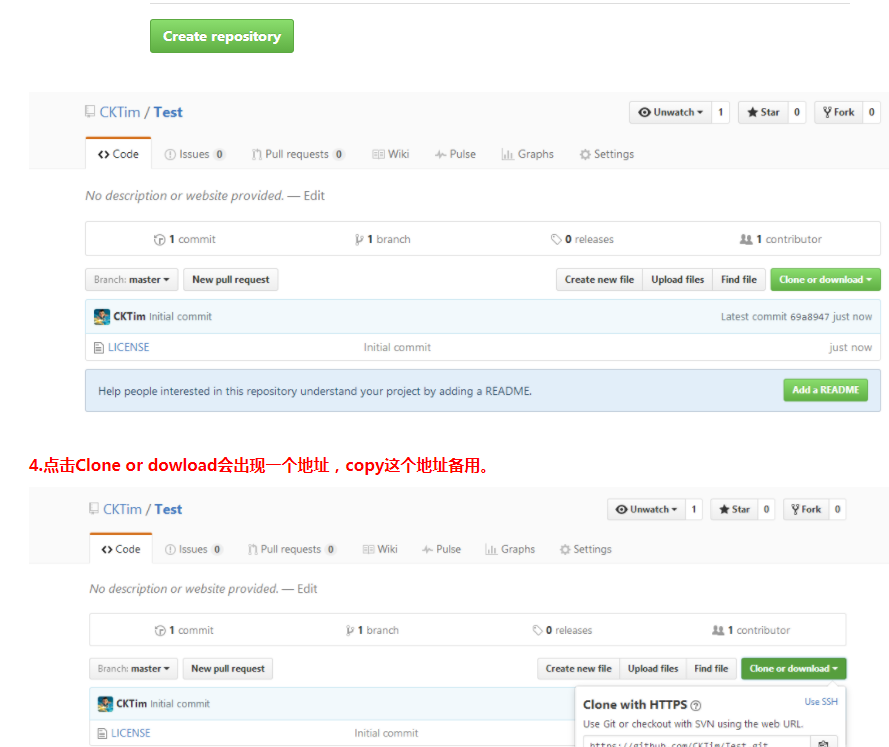 Create repository
CKTim / Test
Unwatch 1 Star 0 Fork 0
Code Issues 0 Pull requests 0 Wiki Pulse Graphs Settings
No description or website provided. — Edit
1 commit 1 branch 0 releases 1 contributor
Branch: master New pull request Create new file Upload files Find file Clone or download
CKTim Initial commit Latest commit 69a8947 just now
LICENSE Initial commit just now
Help people interested in this repository understand your project by adding a README. Add a README
4.点击Clone or dowload会出现一个地址，copy这个地址备用。
CKTim / Test
Unwatch 1 Star 0 Fork 0
Code Issues 0 Pull requests 0 Wiki Pulse Graphs Settings
No description or website provided. — Edit
1 commit 1 branch 0 releases 1 contributor
Branch: master New pull request Create new file Upload files Find file Clone or download
CKTim Initial commit
Clone with HTTPS Use SSH
Use Git or checkout with SVN using the web URL.
LICENSE Initial commit
https://github.com/CKTim/Test.git